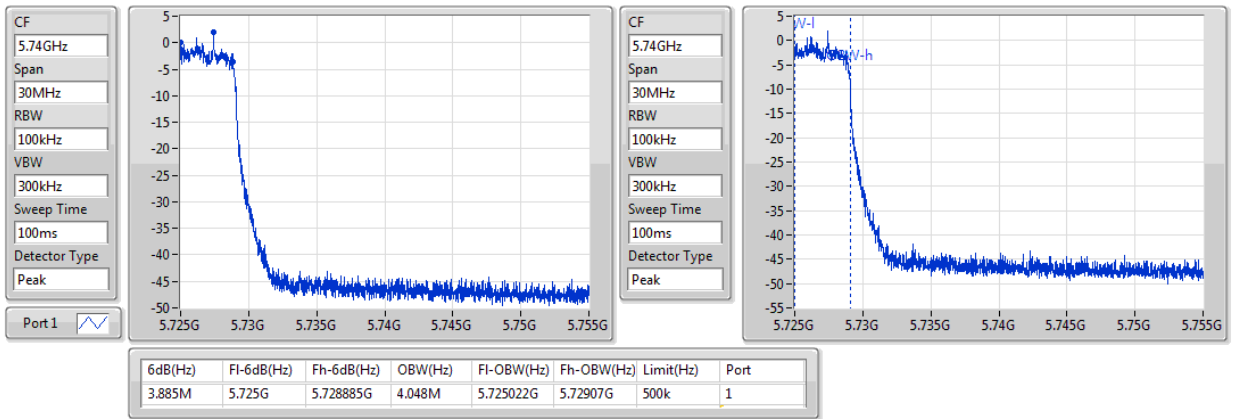 CF
5.74GHz
Span
30MHz
RBW
100kHz
VBW
300kHz
Sweep Time
100ms
Detector Type
Peak
Port 1
5
0
-5
-10
-15
-20
-25
-30
-35
-40
-45
-50
5.725G 5.73G 5.735G 5.74G 5.745G 5.75G 5.755G
CF
5.74GHz
Span
30MHz
RBW
100kHz
VBW
300kHz
Sweep Time
100ms
Detector Type
Peak
5
0
-5
-10
-15
-20
-25
-30
-35
-40
-45
-50
-55
W-l
W-h
5.725G 5.73G 5.735G 5.74G 5.745G 5.75G 5.755G
6dB(Hz) Fl-6dB(Hz) Fh-6dB(Hz) OBW(Hz) Fl-OBW(Hz) Fh-OBW(Hz) Limit(Hz) Port
3.885M 5.725G 5.728885G 4.048M 5.725022G 5.72907G 500k 1